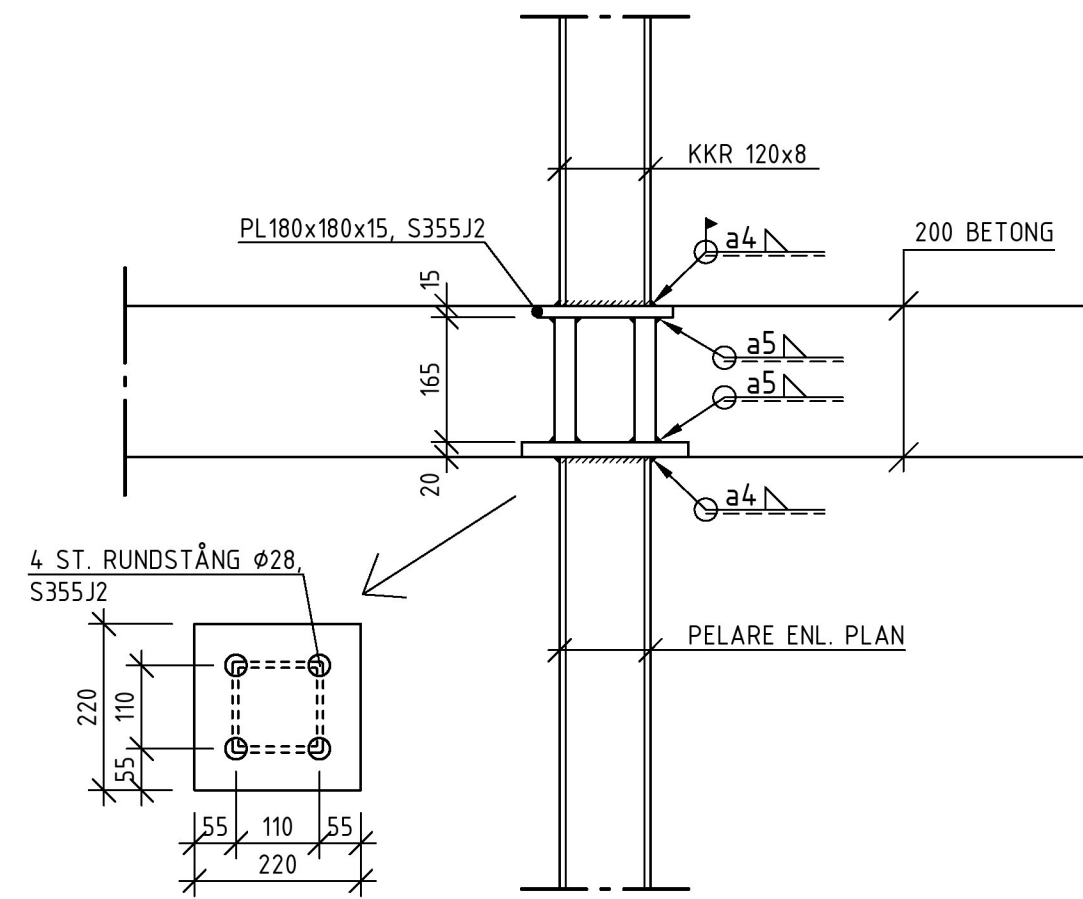 KKR 120x8
PL180x180x15, S355J2
a4
200 BETONG
15
a5
165
a5
20
a4
4 ST. RUNDSTÅNG Ø28,
S355J2
PELARE ENL. PLAN
220
110
55
55
110
55
220